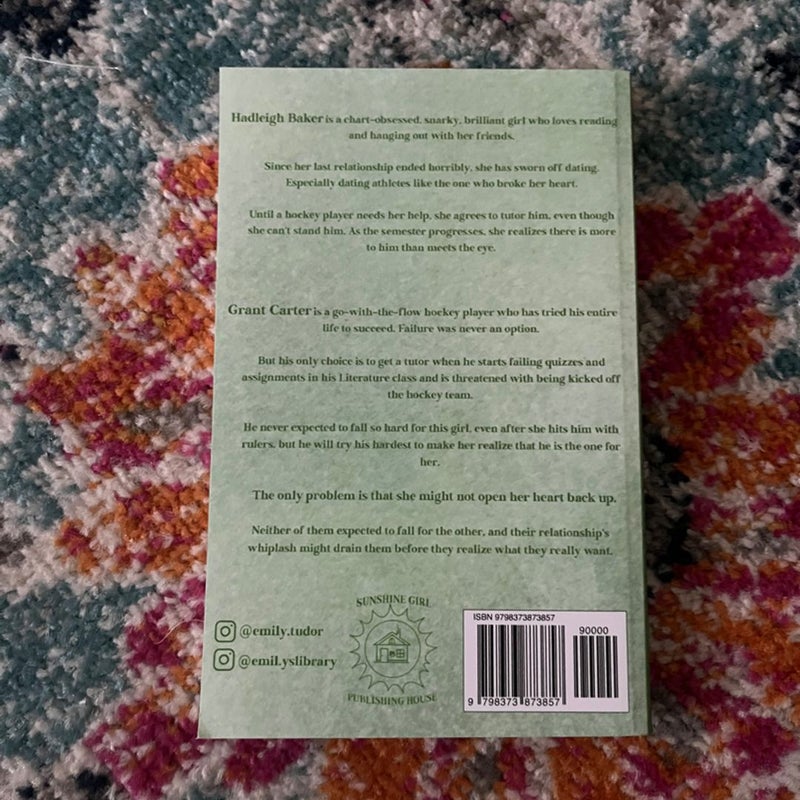 Hadleigh Baker is a chart-obsessed, snarky, brilliant girl who loves reading
and hanging out with her friends.
Since her last relationship ended horribly, she has sworn off dating.
Especially dating athletes like the one who broke her heart.
Until a hockey player needs her help, she agrees to tutor him, even though
she can't stand him. As the semester progresses, she realizes there is more
to him than meets the eye.
Grant Carter is a go-with-the-flow hockey player who has tried his entire
life to succeed. Failure was never an option.
But his only choice is to get a tutor when he starts failing quizzes and
assignments in his Literature class and is threatened with being kicked off
the hockey team.
He never expected to fall so hard for this girl, even after she hits him with
rulers, but he will try his hardest to make her realize that he is the one for
her.
The only problem is that she might not open her heart back up.
Neither of them expected to fall for the other, and their relationship's
whiplash might drain them before they realize what they really want.
@emily.tudor
@emil.yslibrary
SUNSHINE GIRL
PUBLISHING HOUSE
ISBN 9798373873857
90000
9 798373 873857